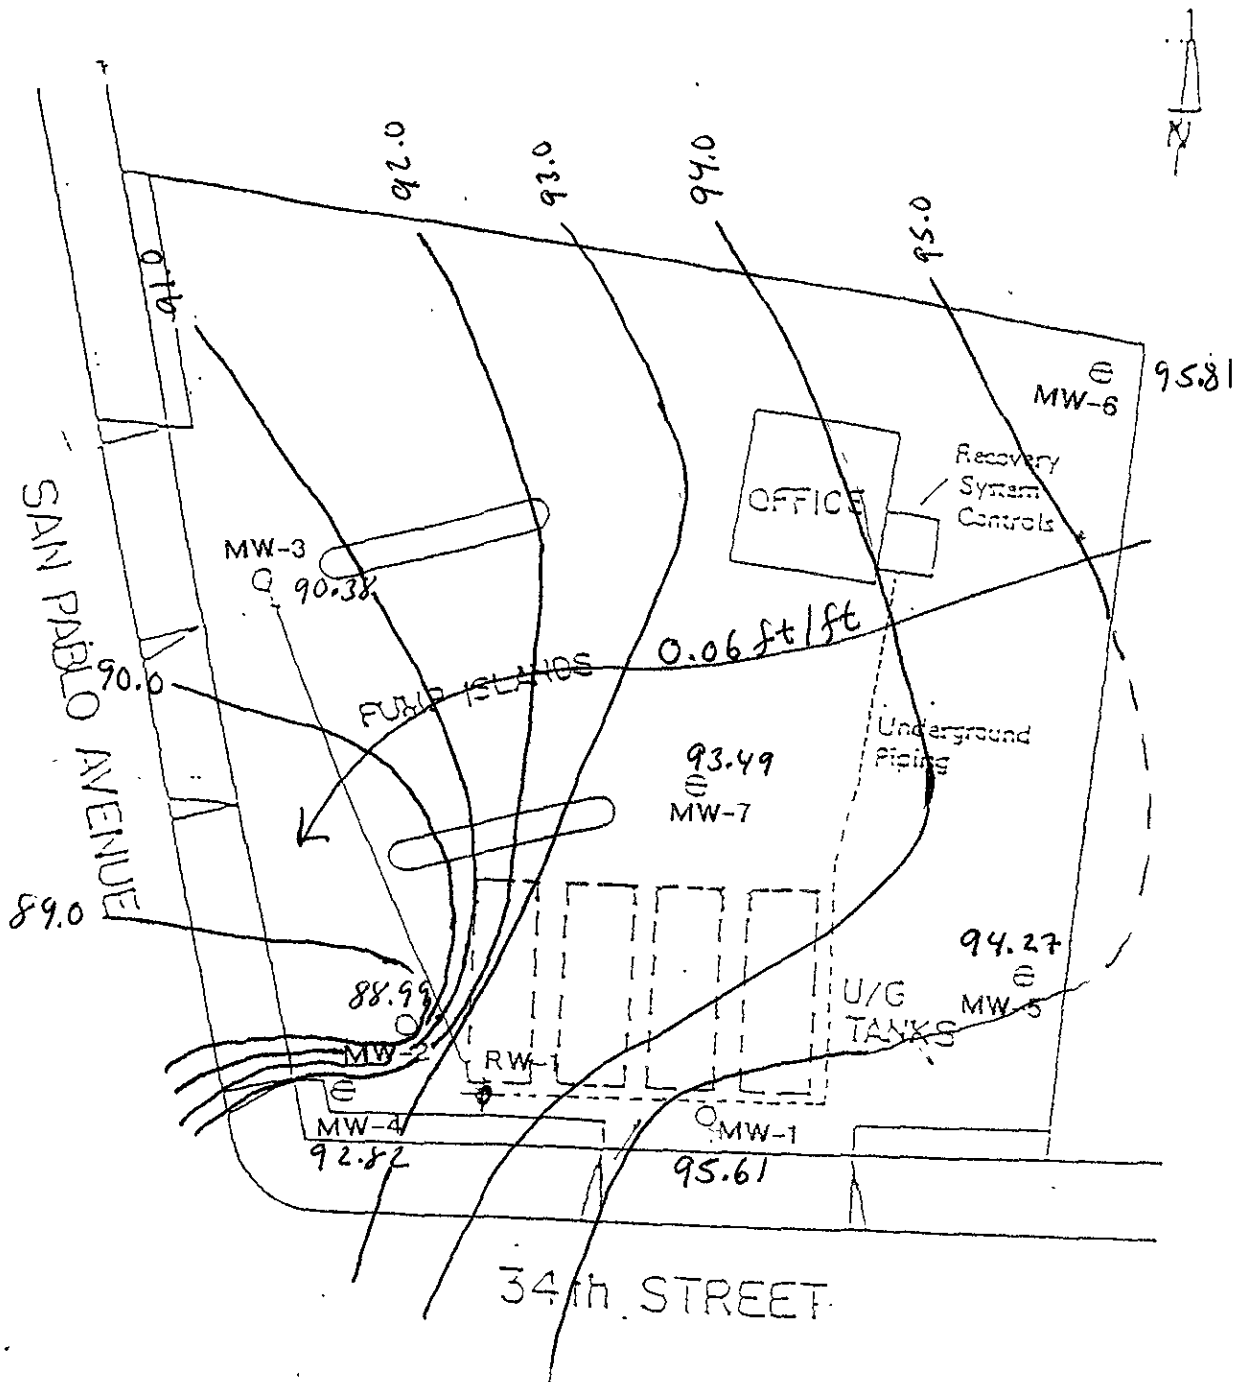 N
92.0
93.0
94.0
95.0
91.0
MW-6
95.81
Recovery
System
Controls
OFFICE
MW-3
90.38
SAN PABLO AVENUE
0.06 ft/ft
90.0
PUMP ISLANDS
Underground
Piping
93.49
MW-7
89.0
94.27
MW-5
88.99
U/G
TANKS
MW-2
RW-1
MW-4
92.82
MW-1
95.61
34th STREET